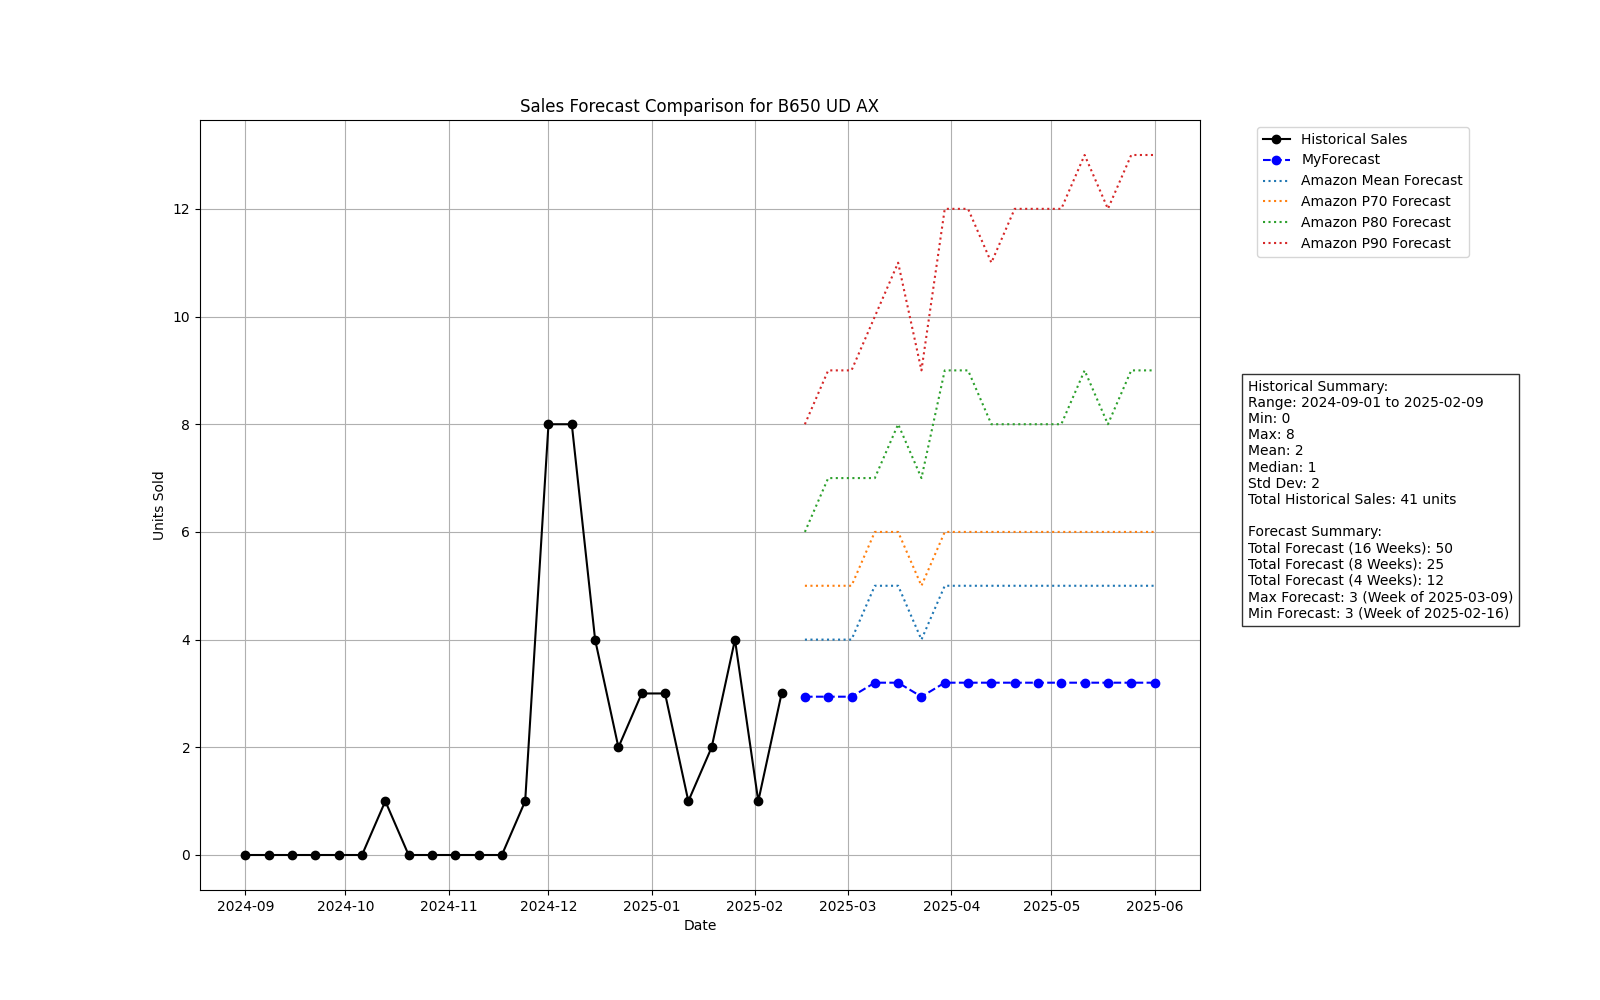 Sales Forecast Comparison for B650 UD AX
Historical Sales
MyForecast
Amazon Mean Forecast
Amazon P70 Forecast
Amazon P80 Forecast
Amazon P90 Forecast
Units Sold
12
10
8
6
4
2
0
2024-09
2024-10
2024-11
2024-12
2025-01
2025-02
2025-03
2025-04
2025-05
2025-06
Date
Historical Summary:
Range: 2024-09-01 to 2025-02-09
Min: 0
Max: 8
Mean: 2
Median: 1
Std Dev: 2
Total Historical Sales: 41 units
Forecast Summary:
Total Forecast (16 Weeks): 50
Total Forecast (8 Weeks): 25
Total Forecast (4 Weeks): 12
Max Forecast: 3 (Week of 2025-03-09)
Min Forecast: 3 (Week of 2025-02-16)